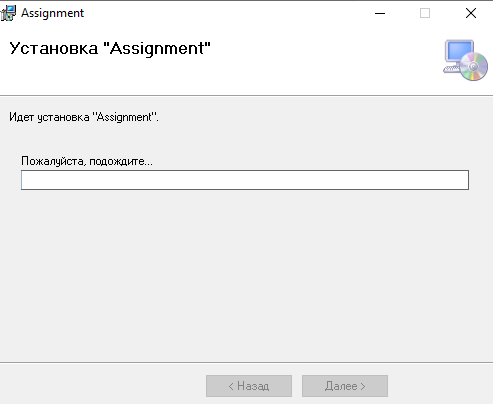 Assignment
Установка "Assignment"
Идет установка "Assignment".
Пожалуйста, подождите...
< Назад
Далее >